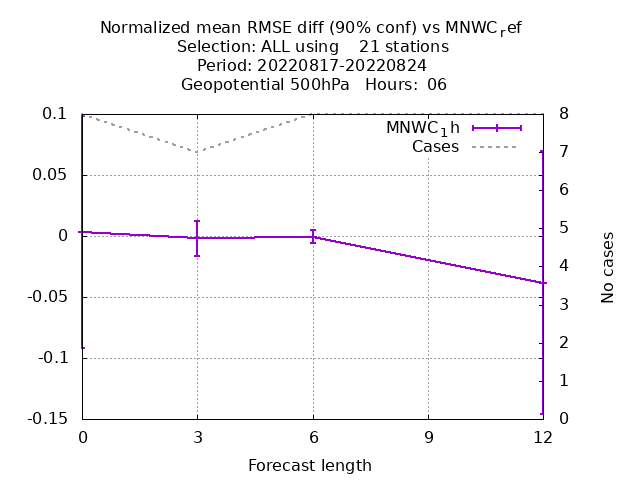 Normalized mean RMSE diff (90% conf) vs MNWC_ref
Selection: ALL using    21 stations
Period: 20220817-20220824
Geopotential 500hPa   Hours:  06
MNWC_1h
Cases
0.1
0.05
0
-0.05
-0.1
-0.15
8
7
6
5
4
3
2
1
0
No cases
0
3
6
9
12
Forecast length